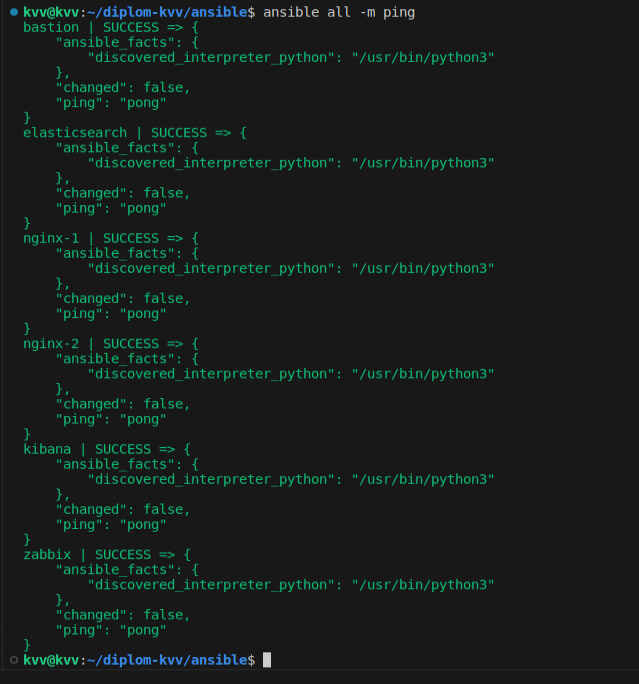 kvv@kvv:~/diplom-kvv/ansible$ ansible all -m ping
bastion | SUCCESS => {
    "ansible_facts": {
        "discovered_interpreter_python": "/usr/bin/python3"
    },
    "changed": false,
    "ping": "pong"
}
elasticsearch | SUCCESS => {
    "ansible_facts": {
        "discovered_interpreter_python": "/usr/bin/python3"
    },
    "changed": false,
    "ping": "pong"
}
nginx-1 | SUCCESS => {
    "ansible_facts": {
        "discovered_interpreter_python": "/usr/bin/python3"
    },
    "changed": false,
    "ping": "pong"
}
nginx-2 | SUCCESS => {
    "ansible_facts": {
        "discovered_interpreter_python": "/usr/bin/python3"
    },
    "changed": false,
    "ping": "pong"
}
kibana | SUCCESS => {
    "ansible_facts": {
        "discovered_interpreter_python": "/usr/bin/python3"
    },
    "changed": false,
    "ping": "pong"
}
zabbix | SUCCESS => {
    "ansible_facts": {
        "discovered_interpreter_python": "/usr/bin/python3"
    },
    "changed": false,
    "ping": "pong"
}
kvv@kvv:~/diplom-kvv/ansible$